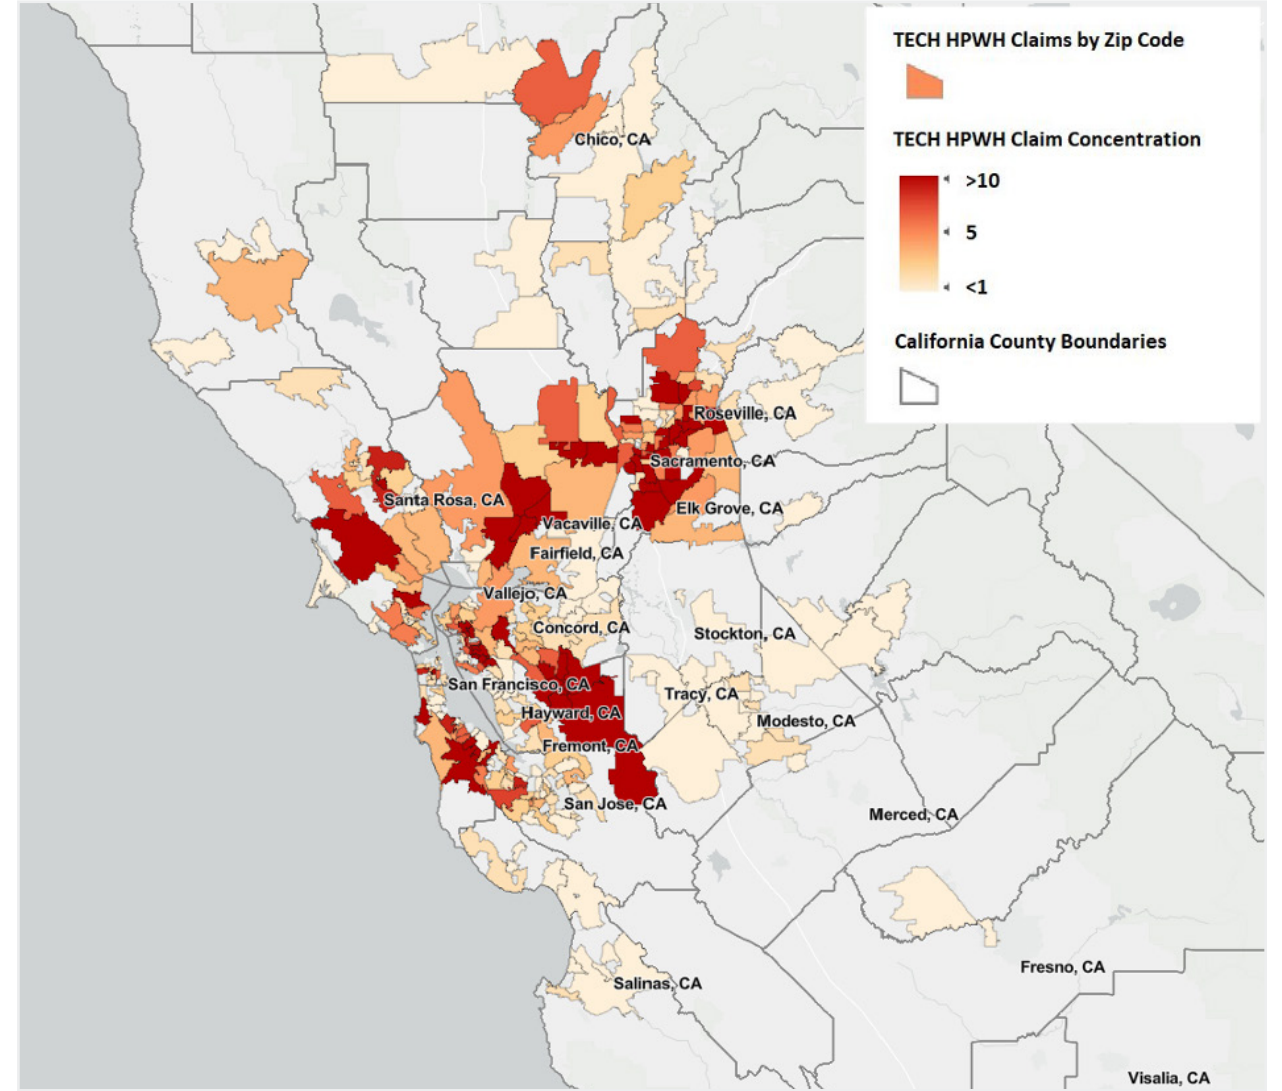 TECH HPWH Claims by Zip Code
TECH HPWH Claim Concentration
>10
5
<1
California County Boundaries
Chico, CA
Roseville, CA
Sacramento, CA
Santa Rosa, CA
Elk Grove, CA
Vacaville, CA
Fairfield, CA
Vallejo, CA
Concord, CA
Stockton, CA
San Francisco, CA
Tracy, CA
Hayward, CA
Modesto, CA
Fremont, CA
San Jose, CA
Merced, CA
Fresno, CA
Salinas, CA
Visalia, CA